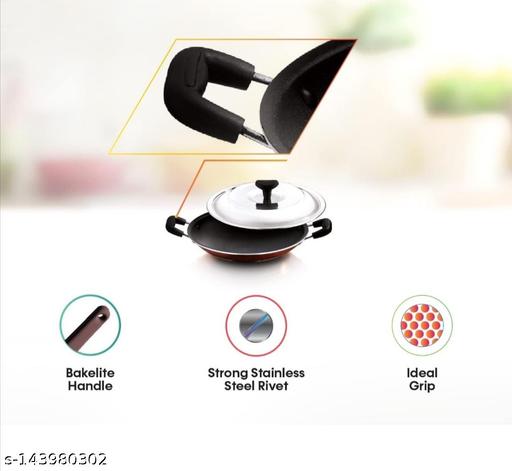 Bakelite
Handle
Strong Stainless
Steel Rivet
Ideal
Grip
s-143980302